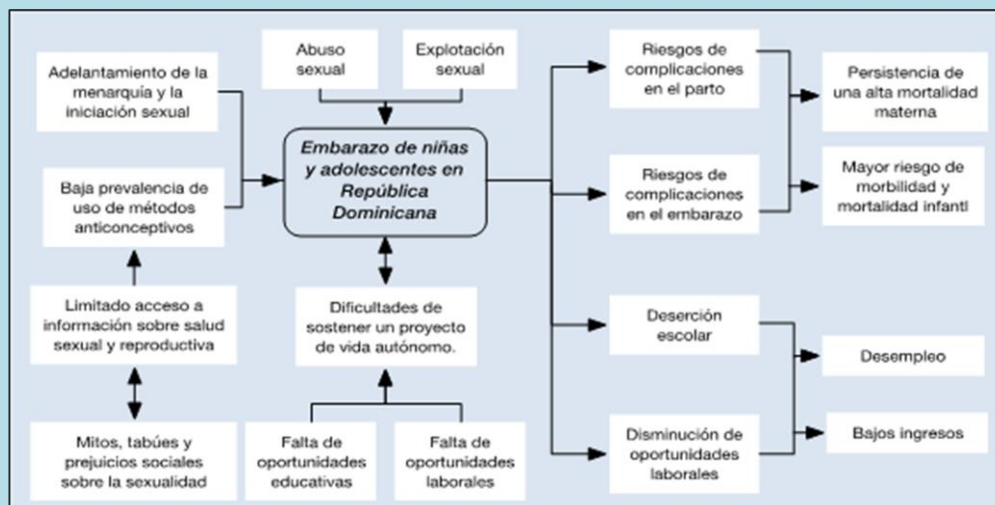 Adelantamiento de la
menarquía y la
iniciación sexual
Abuso
sexual
Explotación
sexual
Baja prevalencia de
uso de métodos
anticonceptivos
Embarazo de niñas
y adolescentes en
República
Dominicana
Limitado acceso a
información sobre salud
sexual y reproductiva
Dificultades de
sostener un proyecto
de vida autónomo.
Mitos, tabúes y
prejuicios sociales
sobre la sexualidad
Falta de
oportunidades
educativas
Falta de
oportunidades
laborales
Riesgos de
complicaciones
en el parto
Riesgos de
complicaciones
en el embarazo
Persistencia de
una alta mortalidad
materna
Mayor riesgo de
morbilidad y
mortalidad infantl
Deserción
escolar
Disminución de
oportunidades
laborales
Desempleo
Bajos ingresos